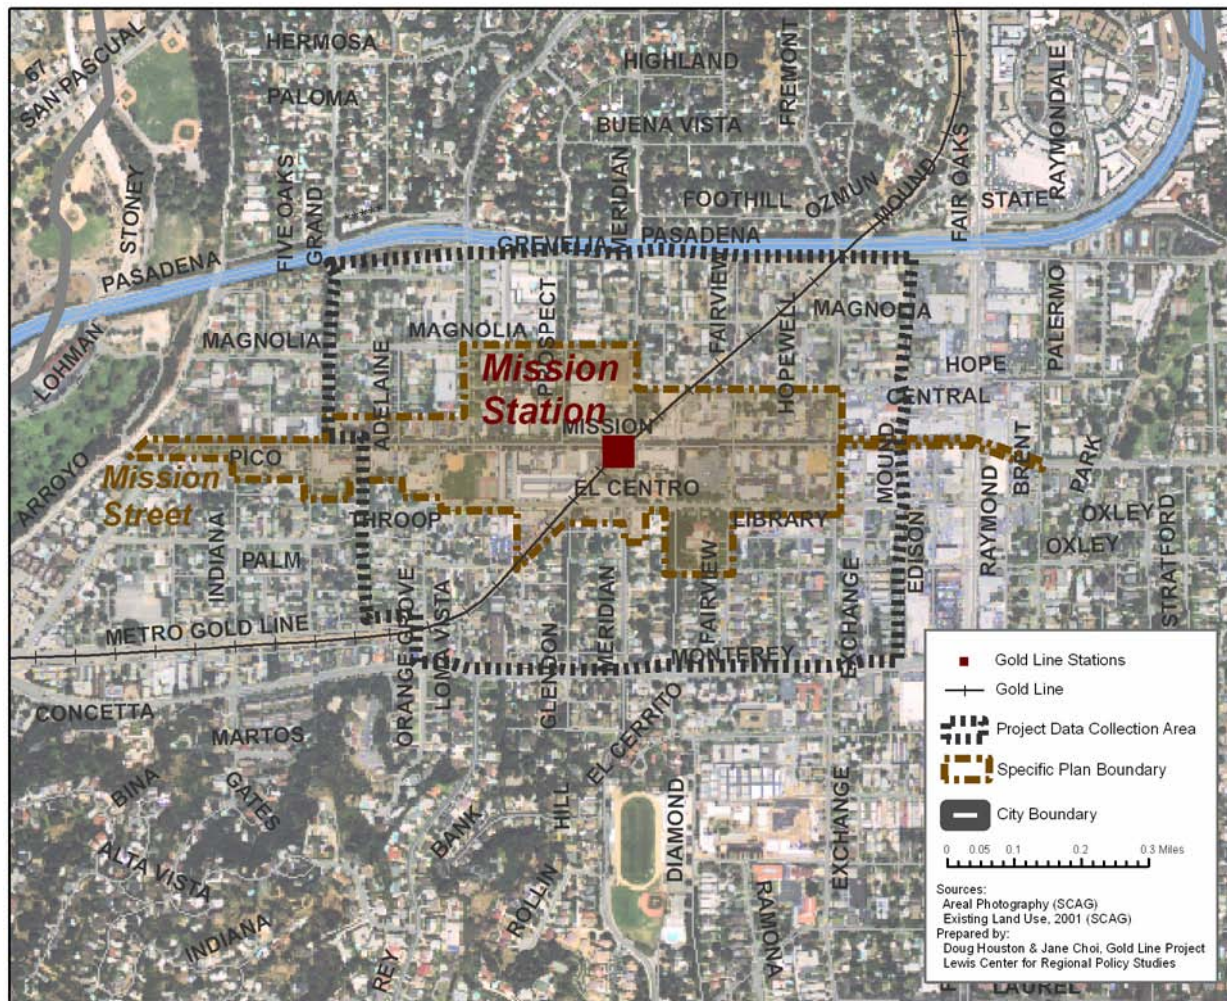 HERMOSA
HIGHLAND
FREMONT
67
SAN PASCUAL
PALOMA
BUENA VISTA
RAYMONDALE
STONEY
FIVE OAKS
GRAND
*****
MERIDIAN
FOOTHILL
OZMUN
MOUND
FAIR OAKS
STATE
PASADENA
GREVELIA
PASADENA
LOHMAN
MAGNOLIA
MAGNOLIA
PROSPECT
FAIRVIEW
HOPEWELL
MAGNOLIA
PALERMO
ADELAINE
Mission
Station
HOPE
CENTRAL
MISSION
ARROYO
PICO
Mission
Street
EL CENTRO
MOUND
BRENT
PARK
INDIANA
THROOP
LIBRARY
RAYMOND
OXLEY
PALM
OXLEY
EDISON
STRATFORD
METRO GOLD LINE
ORANGE GROVE
LOMA VISTA
GLENDON
MERIDIAN
FAIRVIEW
MONTEREY
EXCHANGE
CONCETTA
MARTOS
BINA
GATES
EL CERRITO
ALTA VISTA
BANK
HILL
DIAMOND
EXCHANGE
INDIANA
ROLLIN
REY
RAMONA
LAUREL
Gold Line Stations
Gold Line
Project Data Collection Area
Specific Plan Boundary
City Boundary
0 0.05 0.1 0.2 0.3 Miles
Sources:
Areal Photography (SCAG)
Existing Land Use, 2001 (SCAG)
Prepared by:
Doug Houston & Jane Choi, Gold Line Project
Lewis Center for Regional Policy Studies